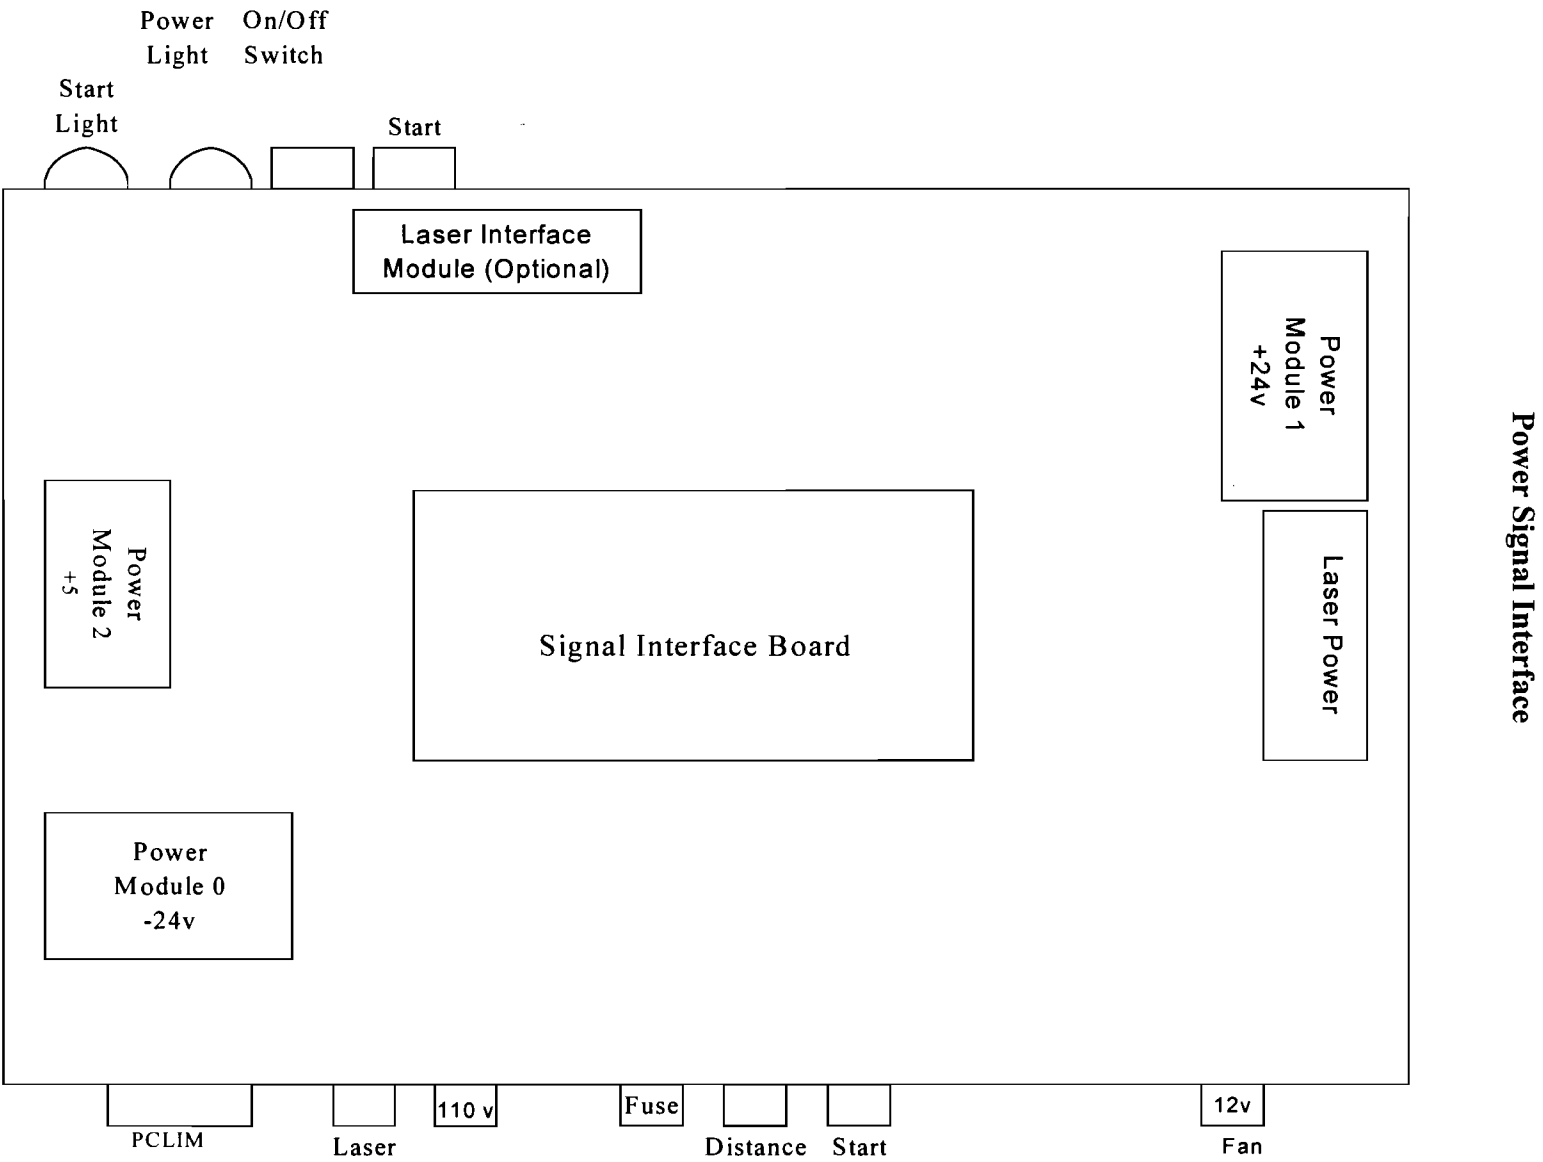 Power Light
On/Off Switch
Start Light
Start
Laser Interface
Module (Optional)
Power
Module 1
+24v
Power Signal Interface
Power
Module 2
+5
Signal Interface Board
Laser Power
Power
Module 0
-24v
110 v
Fuse
12v
PCLIM
Laser
Distance
Start
Fan